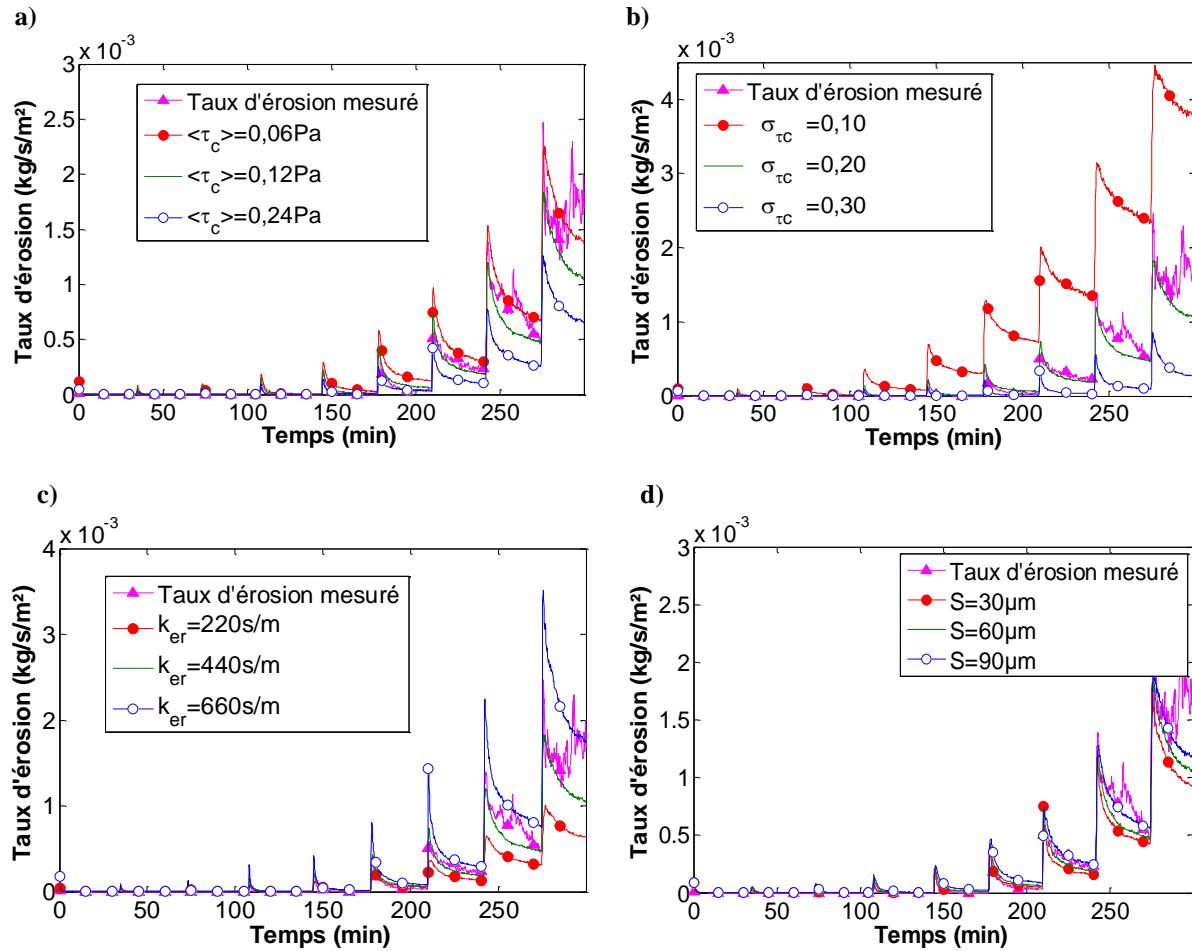 a)
x 10⁻³
Taux d'érosion (kg/s/m²)
3
2.5
2
1.5
1
0.5
0
Taux d'érosion mesuré
<τc>=0,06Pa
<τc>=0,12Pa
<τc>=0,24Pa
0 50 100 150 200 250
Temps (min)
b)
x 10⁻³
Taux d'érosion (kg/s/m²)
4
3
2
1
0
Taux d'érosion mesuré
στc =0,10
στc =0,20
στc =0,30
0 50 100 150 200 250
Temps (min)
c)
x 10⁻³
Taux d'érosion (kg/s/m²)
4
3
2
1
0
Taux d'érosion mesuré
ker=220s/m
ker=440s/m
ker=660s/m
0 50 100 150 200 250
Temps (min)
d)
x 10⁻³
Taux d'érosion (kg/s/m²)
3
2.5
2
1.5
1
0.5
0
Taux d'érosion mesuré
S=30µm
S=60µm
S=90µm
0 50 100 150 200 250
Temps (min)